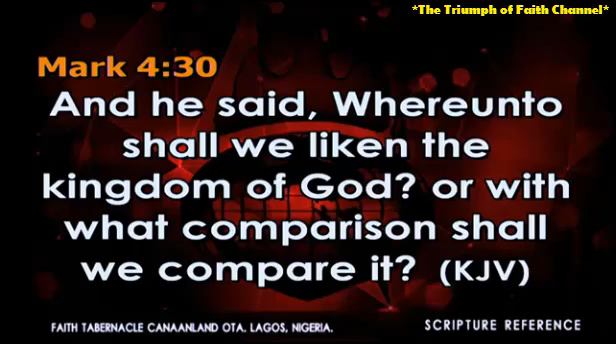 *The Triumph of Faith Channel*
Mark 4:30
And he said, Whereunto
shall we liken the
kingdom of God? or with
what comparison shall
we compare it? (KJV)
FAITH TABERNACLE CANAANLAND OTA. LAGOS, NIGERIA.
SCRIPTURE REFERENCE